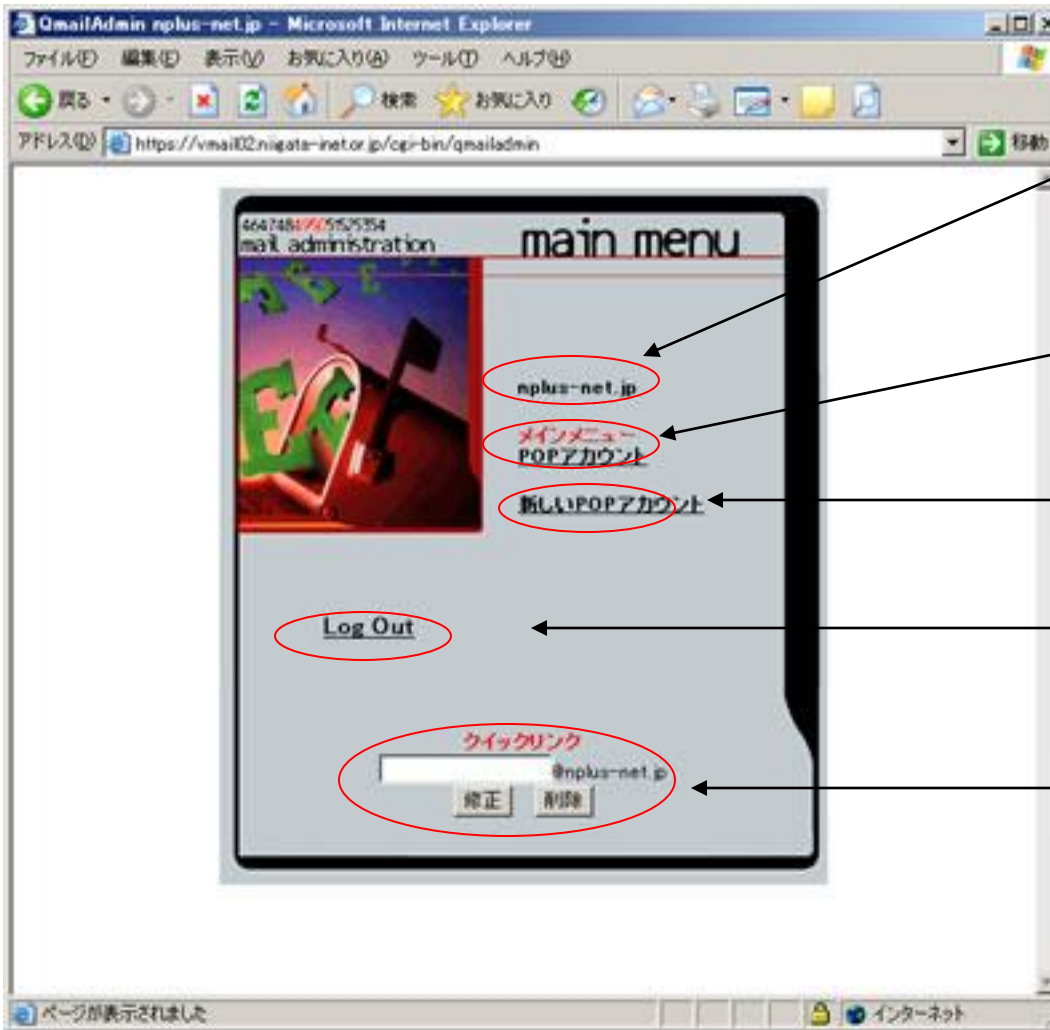 QmailAdmin nplus-net.jp - Microsoft Internet Explorer
ファイル(F) 編集(E) 表示(V) お気に入り(A) ツール(T) ヘルプ(H)
戻る 検索 お気に入り
アドレス(D) https://vmail02.niigata-inet.or.jp/cgi-bin/qmailadmin 移動
464748495051525354
mail administration
main menu
nplus-net.jp
メインメニュー
POPアカウント
新しいPOPアカウント
Log Out
クイックリンク
@nplus-net.jp
修正 削除
ページが表示されました インターネット